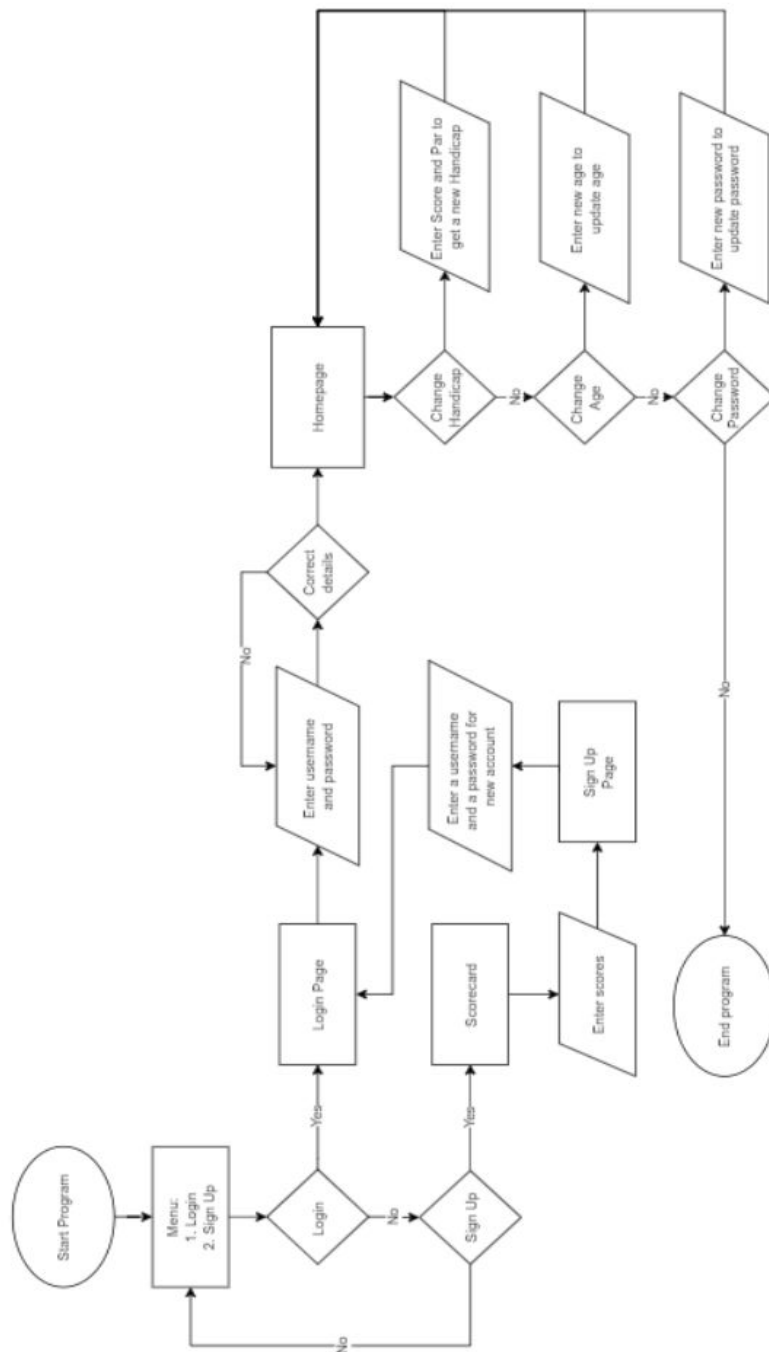 Start Program
Menu:
1. Login
2. Sign Up
Login
Yes
No
Sign Up
Yes
No
Login Page
Enter username
and password
Correct
details
No
Homepage
Scorecard
Enter scores
Sign Up
Page
Enter a username
and a password for
new account
Change
Handicap
No
Enter Score and Par to
get a new Handicap
Change
Age
No
Enter new age to
update age
Change
Password
No
Enter new password to
update password
End program